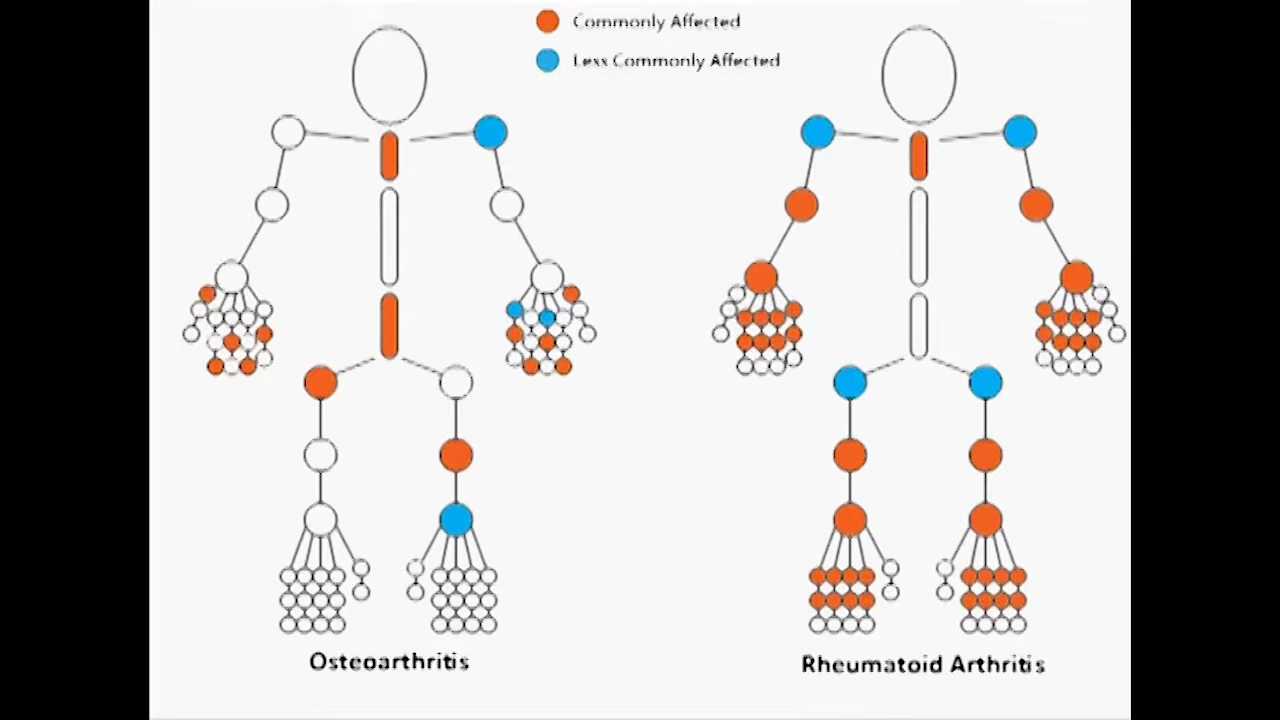 Commonly Affected
Less Commonly Affected
Osteoarthritis
Rheumatoid Arthritis